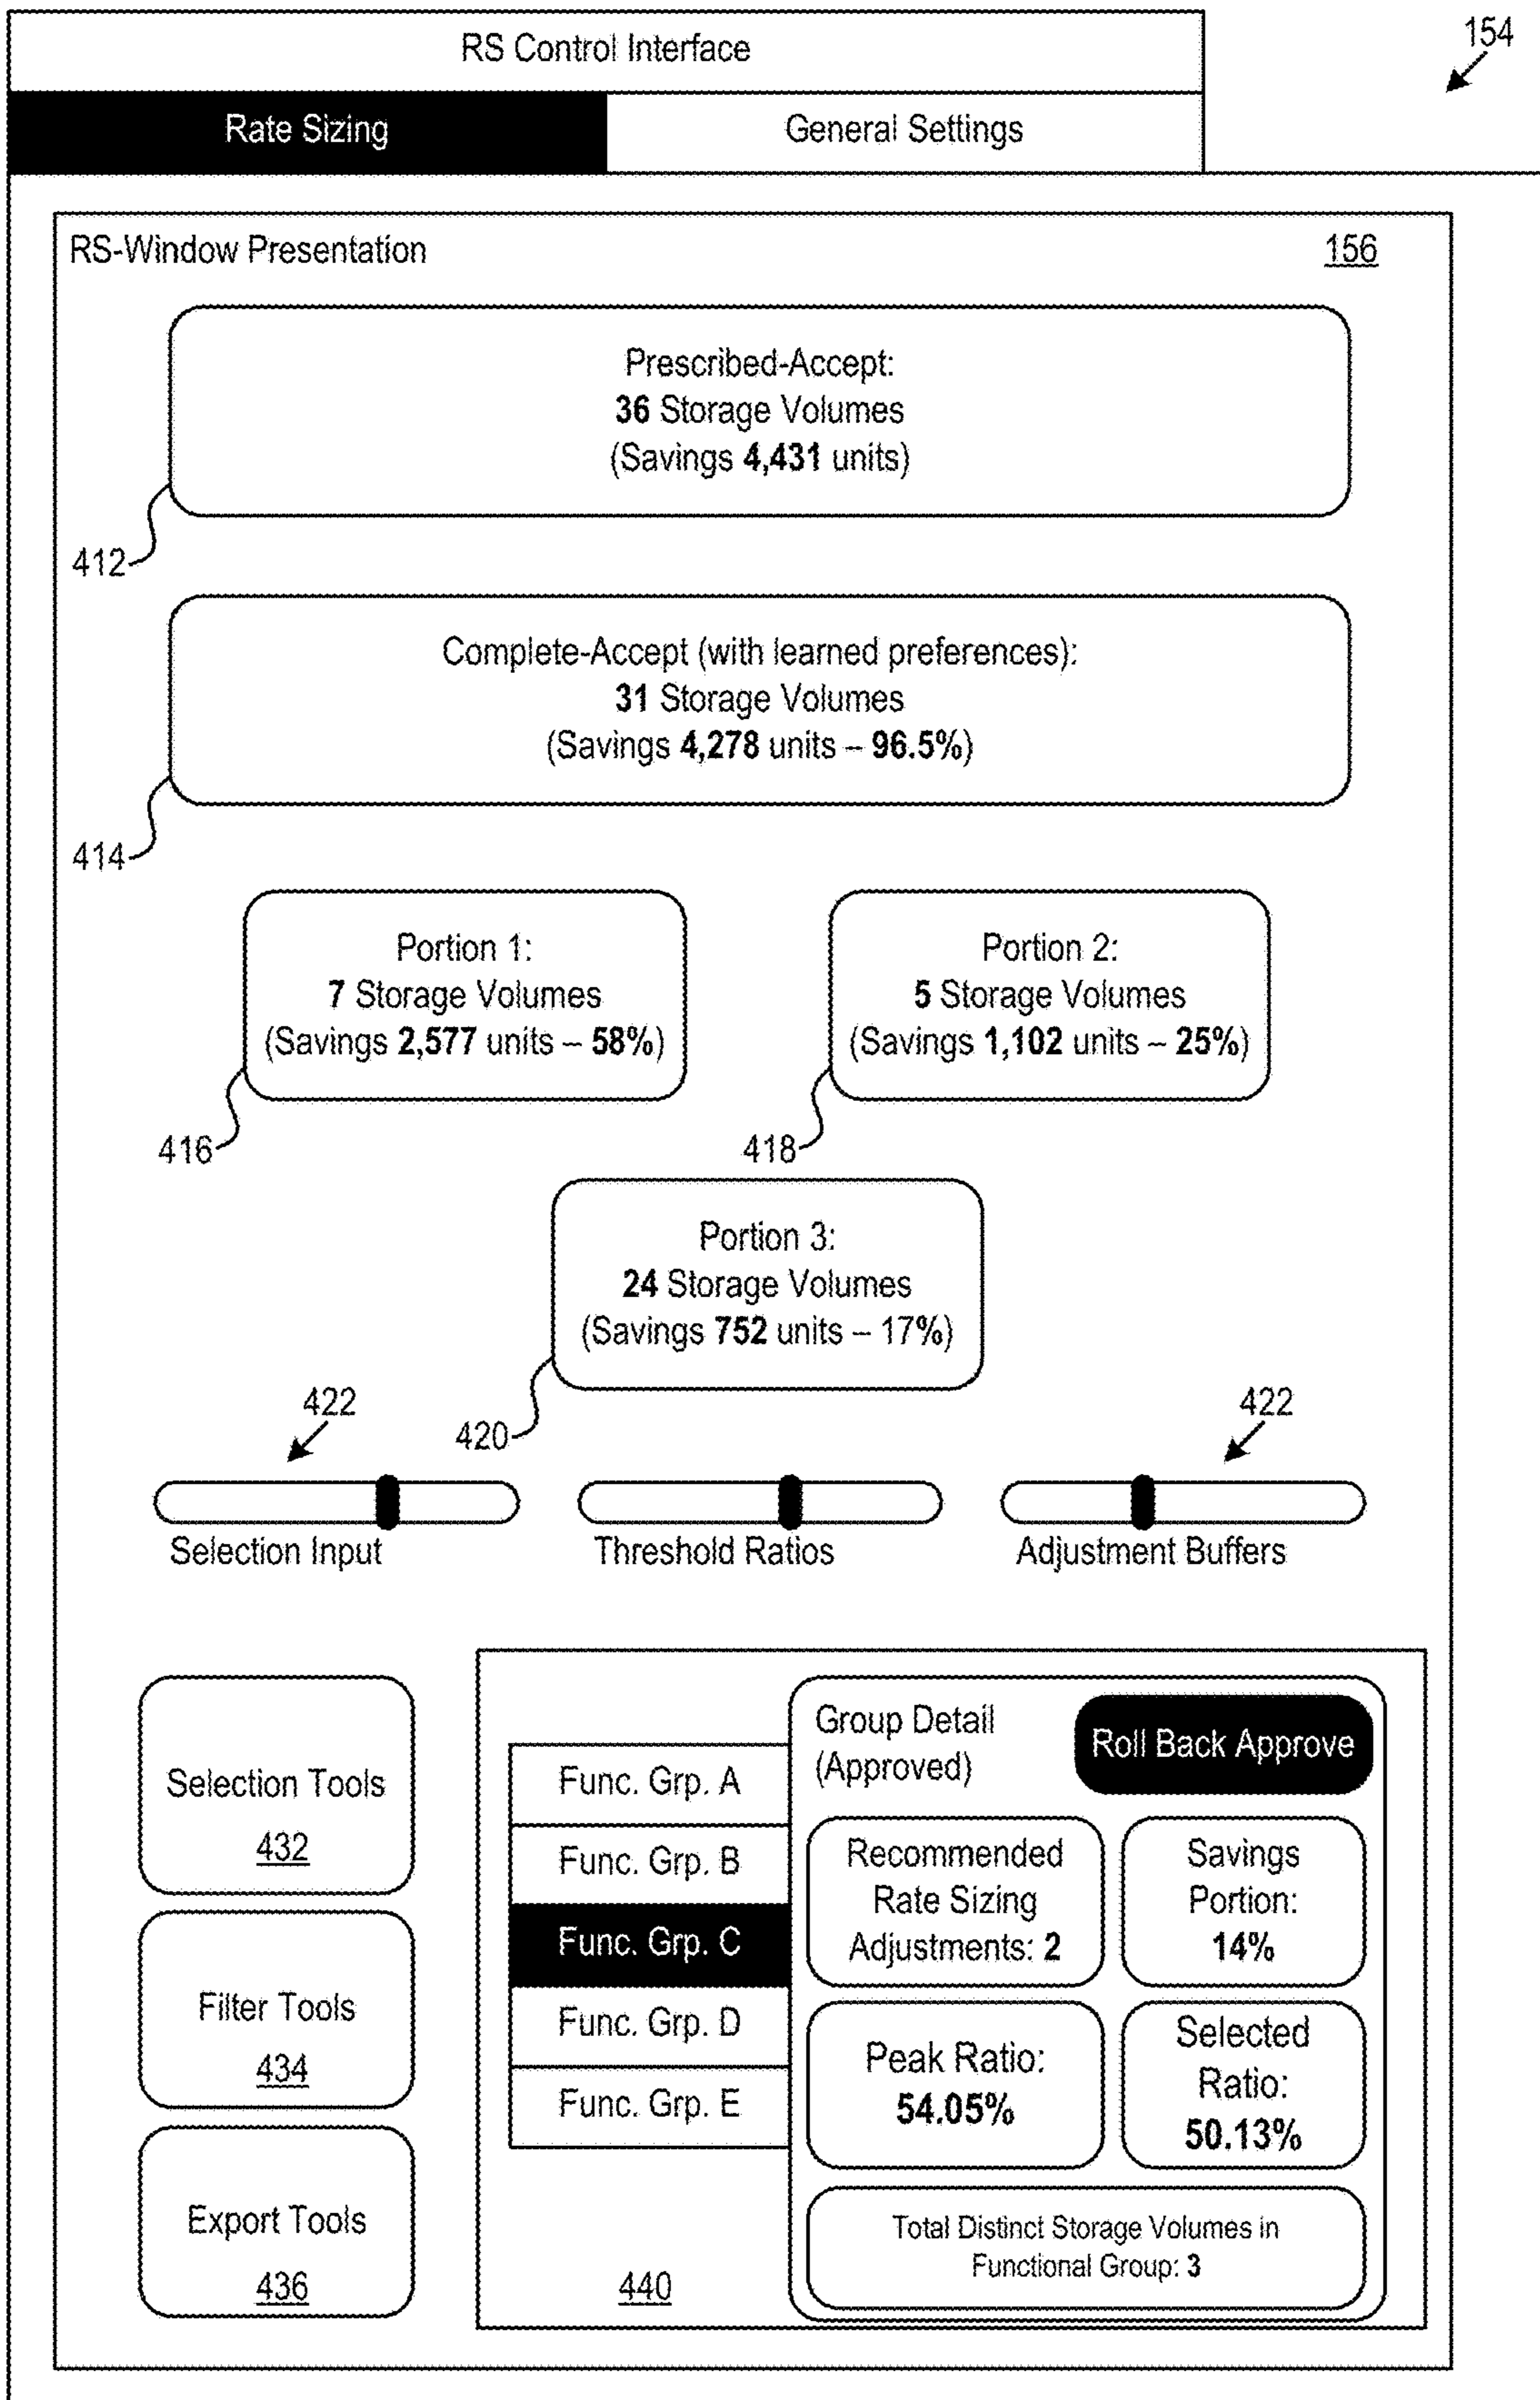 RS Control Interface
154
Rate Sizing
General Settings
RS-Window Presentation
156
Prescribed-Accept:
36 Storage Volumes
(Savings 4,431 units)
412
Complete-Accept (with learned preferences):
31 Storage Volumes
(Savings 4,278 units – 96.5%)
414
Portion 1:
7 Storage Volumes
(Savings 2,577 units – 58%)
416
Portion 2:
5 Storage Volumes
(Savings 1,102 units – 25%)
418
Portion 3:
24 Storage Volumes
(Savings 752 units – 17%)
420
422
422
Selection Input
Threshold Ratios
Adjustment Buffers
Selection Tools
432
Filter Tools
434
Export Tools
436
Func. Grp. A
Func. Grp. B
Func. Grp. C
Func. Grp. D
Func. Grp. E
440
Group Detail
(Approved)
Roll Back Approve
Recommended
Rate Sizing
Adjustments: 2
Savings
Portion:
14%
Peak Ratio:
54.05%
Selected
Ratio:
50.13%
Total Distinct Storage Volumes in
Functional Group: 3